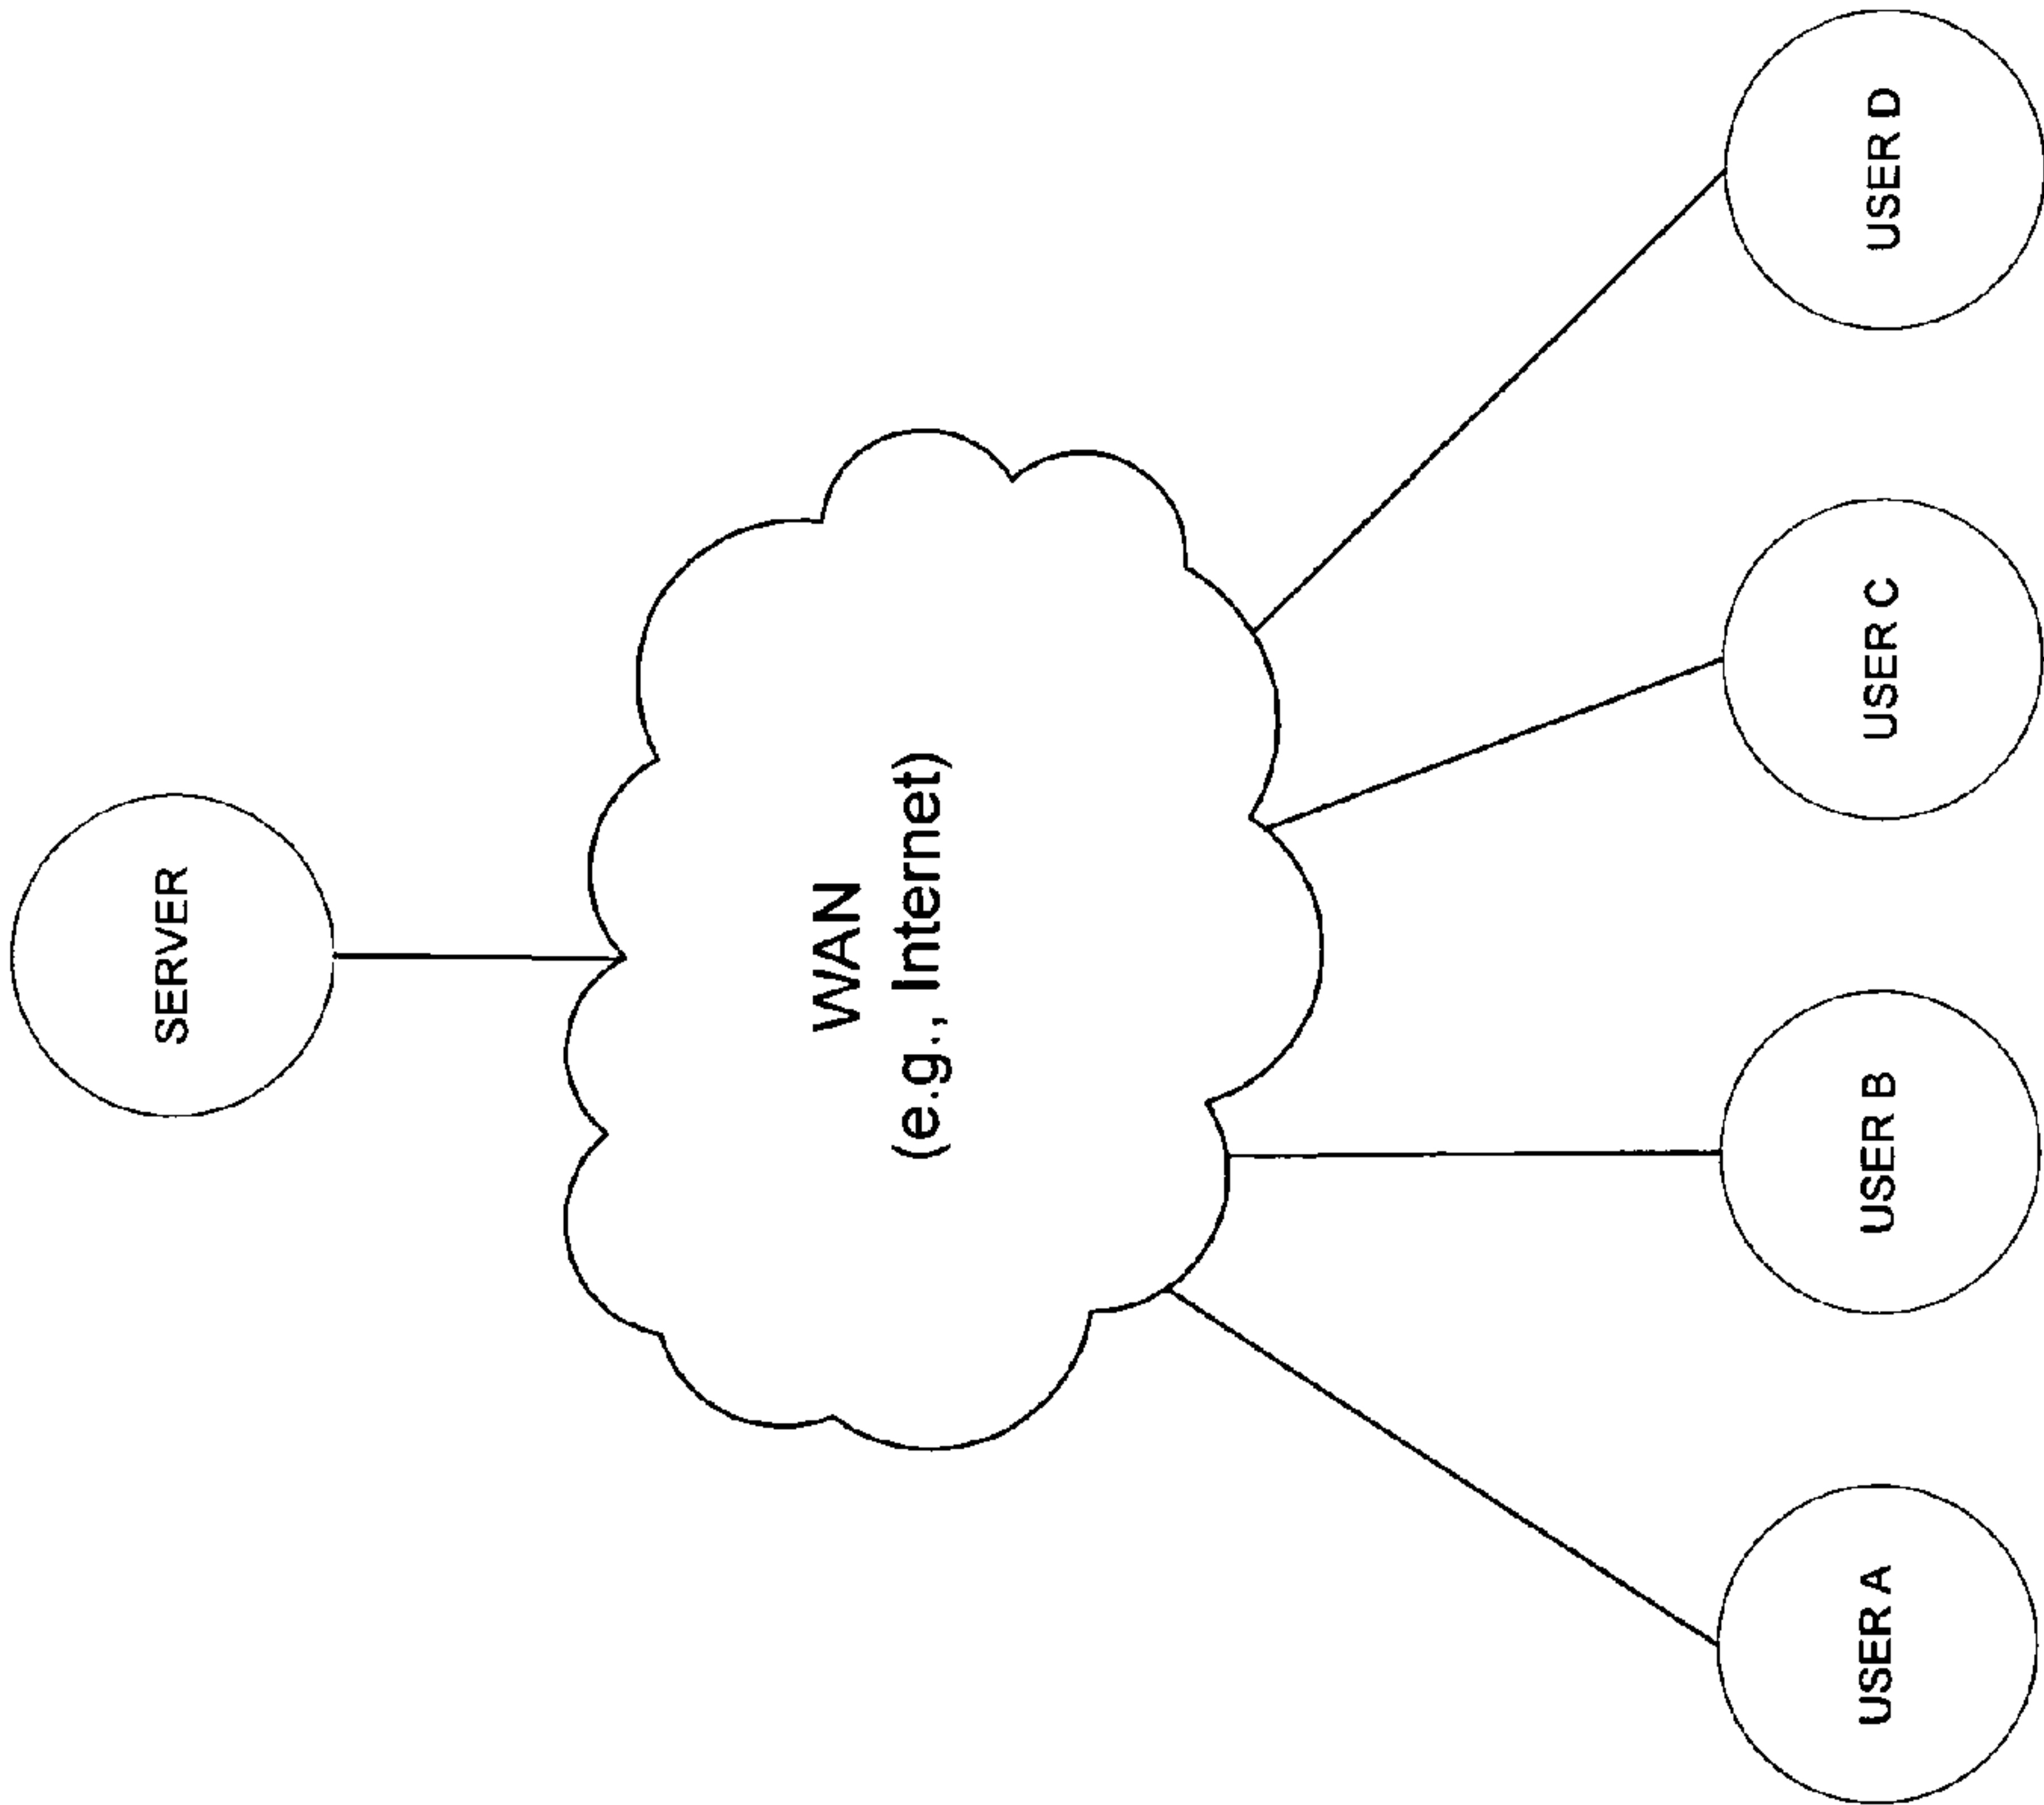 SERVER
WAN
(e.g., Internet)
USER A
USER B
USER C
USER D